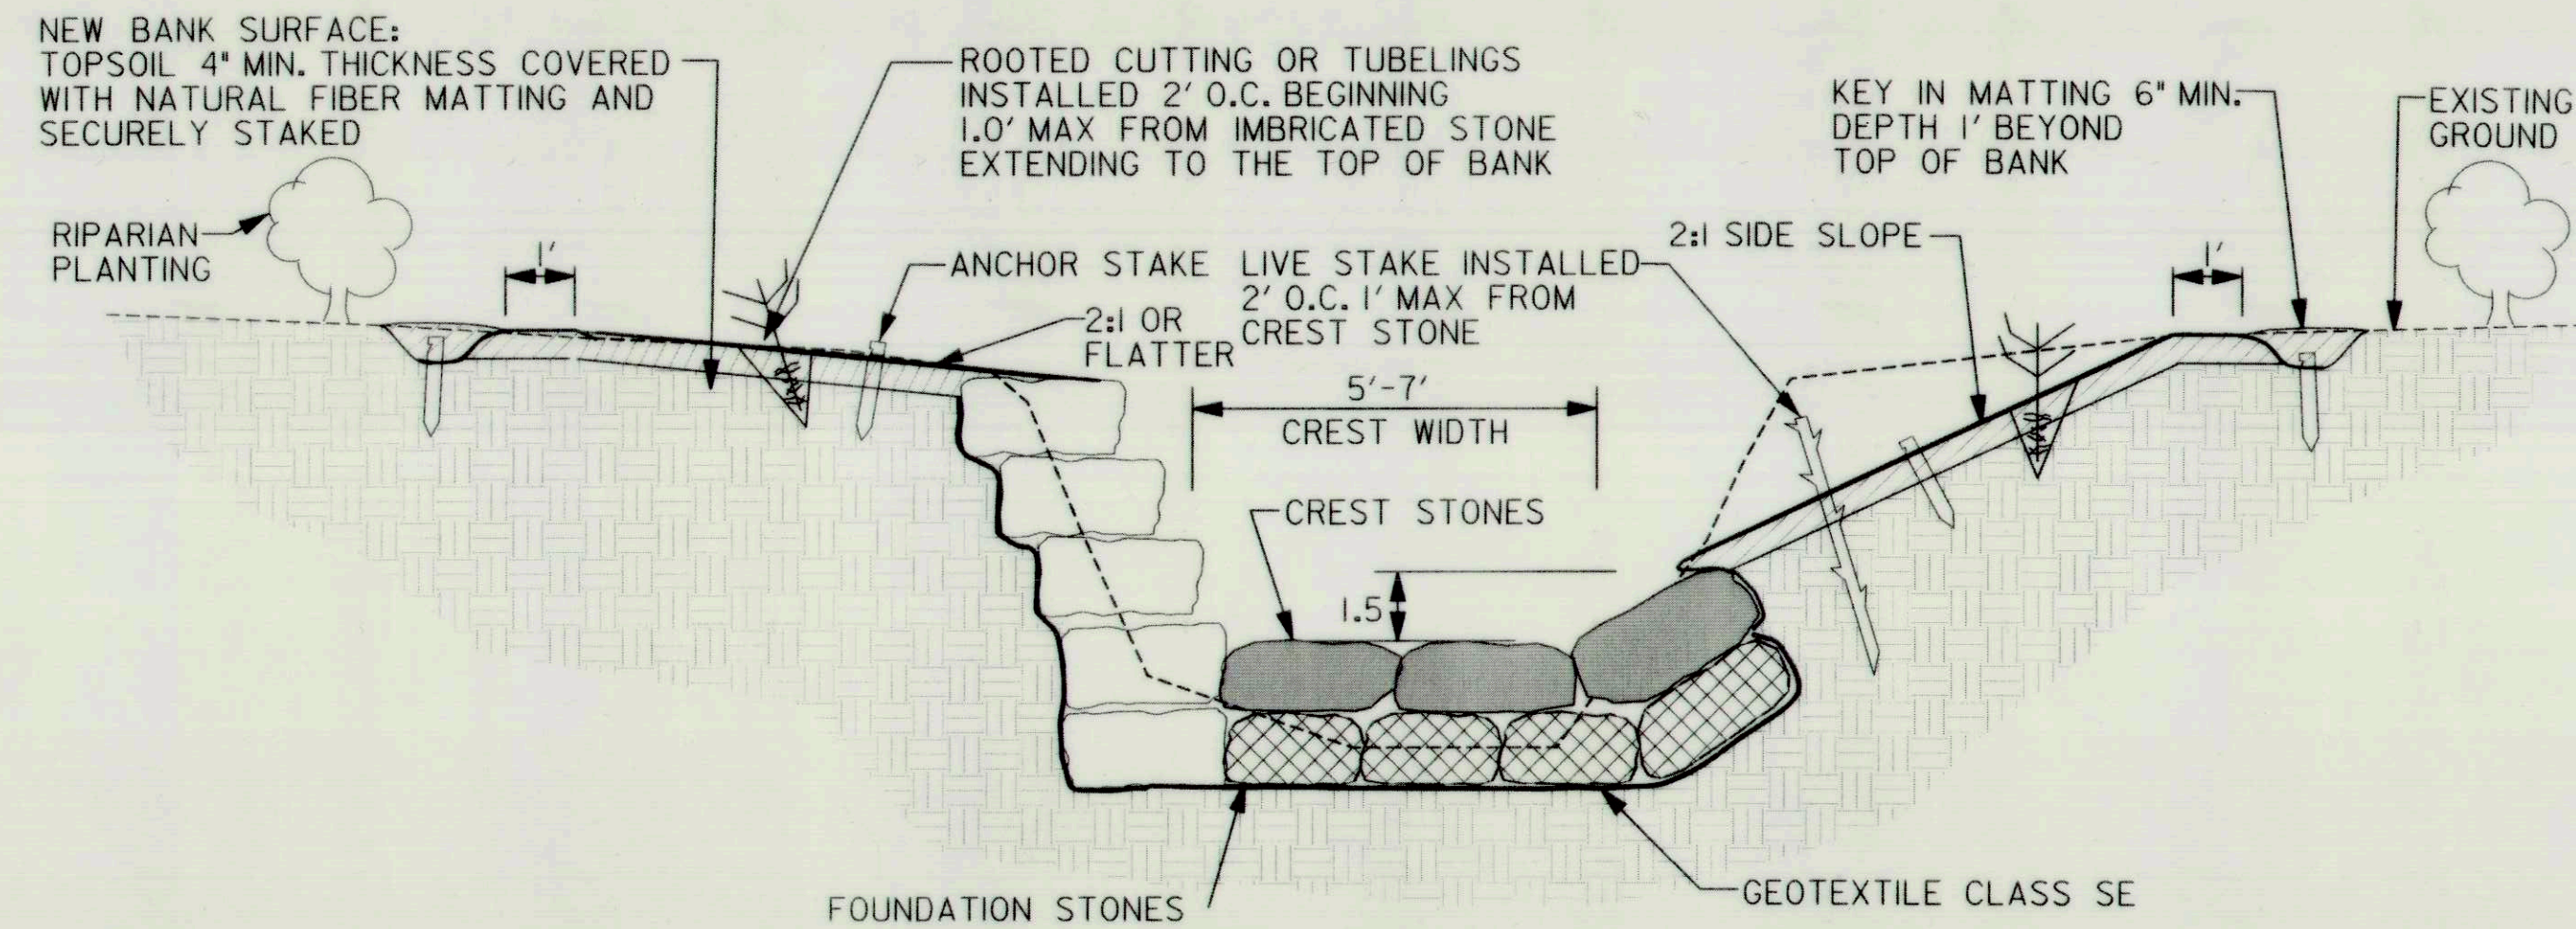 NEW BANK SURFACE:
TOPSOIL 4" MIN. THICKNESS COVERED
WITH NATURAL FIBER MATTING AND
SECURELY STAKED
ROOTED CUTTING OR TUBELINGS
INSTALLED 2' O.C. BEGINNING
1.0' MAX FROM IMBRICATED STONE
EXTENDING TO THE TOP OF BANK
KEY IN MATTING 6" MIN.
DEPTH 1' BEYOND
TOP OF BANK
EXISTING
GROUND
RIPARIAN
PLANTING
1'
ANCHOR STAKE
LIVE STAKE INSTALLED
2' O.C. 1' MAX FROM
CREST STONE
2:1 SIDE SLOPE
1'
2:1 OR
FLATTER
5'-7'
CREST WIDTH
CREST STONES
1.5
FOUNDATION STONES
GEOTEXTILE CLASS SE